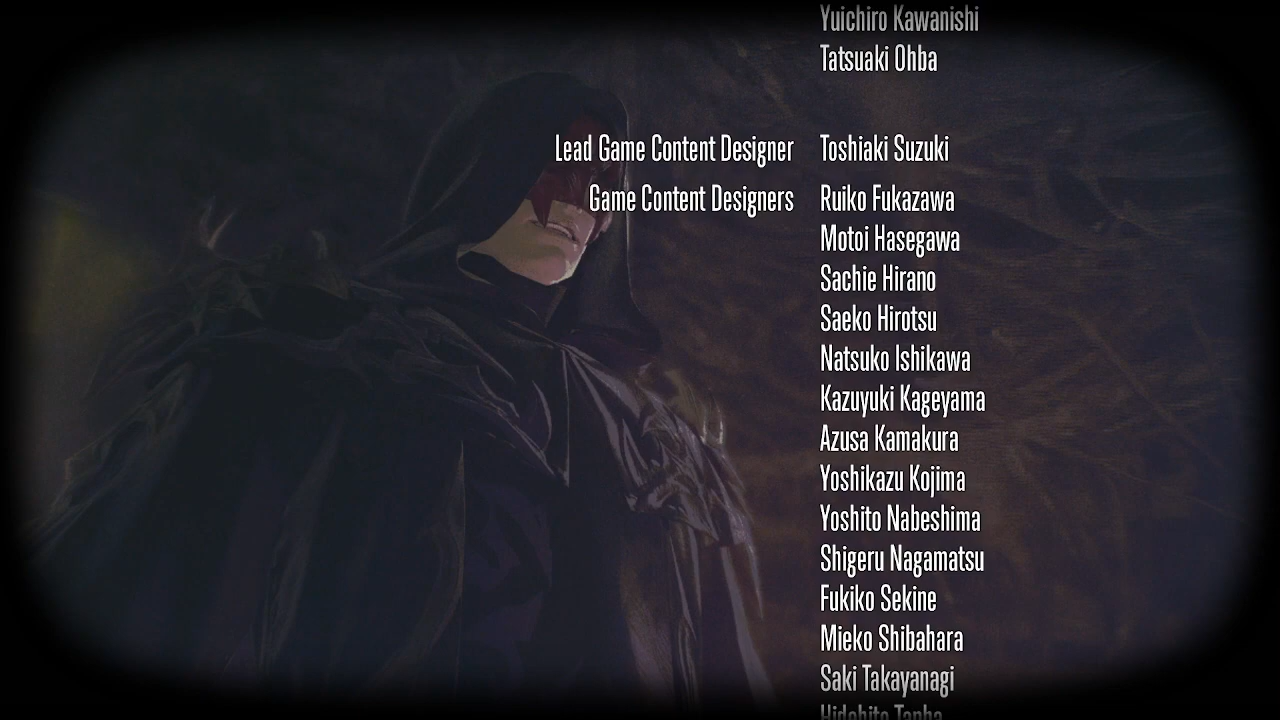 Yuichiro Kawanishi
Tatsuaki Ohba
Lead Game Content Designer Toshiaki Suzuki
Game Content Designers Ruiko Fukazawa
Motoi Hasegawa
Sachie Hirano
Saeko Hirotsu
Natsuko Ishikawa
Kazuyuki Kageyama
Azusa Kamakura
Yoshikazu Kojima
Yoshito Nabeshima
Shigeru Nagamatsu
Fukiko Sekine
Mieko Shibahara
Saki Takayanagi